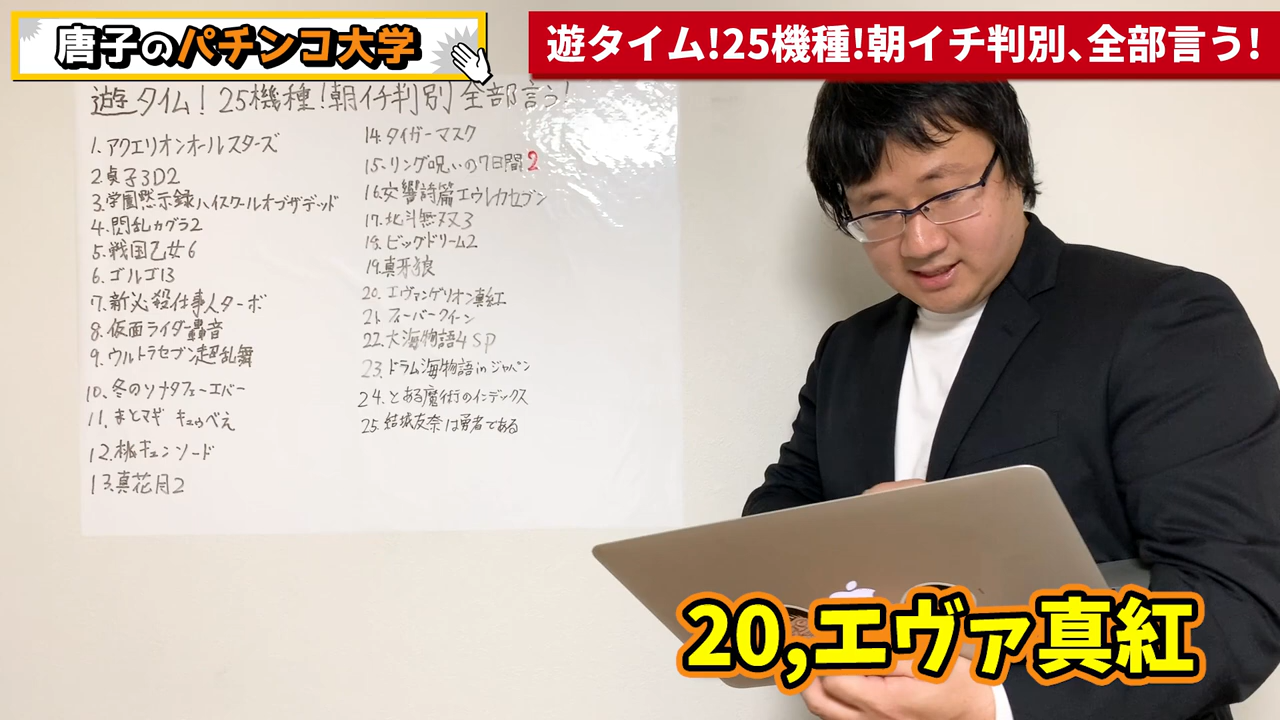 唐子のパチンコ大学
遊タイム!25機種!朝イチ判別、全部言う!
遊タイム!25機種!朝イチ判別 全部言う!
1.アクエリオンオールスターズ
2.貞子3D2
3.学園黙示録ハイスクールオブザデッド
4.閃乱カグラ2
5.戦国乙女6
6.ゴルゴ13
7.新必殺仕事人ターボ
8.仮面ライダー轟音
9.ウルトラセブン超乱舞
10.冬のソナタフォーエバー
11.まどマギ キュゥべえ
12.桃キュンソード
13.真花月2
14.タイガーマスク
15.リング呪いの7日間2
16.交響詩篇エウレカセブン
17.北斗無双3
18.ビッグドリーム2
19.真牙狼
20.エヴァンゲリオン真紅
21.フィーバークイーン
22.大海物語4SP
23.ドラム海物語inジャパン
24.とある魔術のインデックス
25.結城友奈は勇者である
20,エヴァ真紅